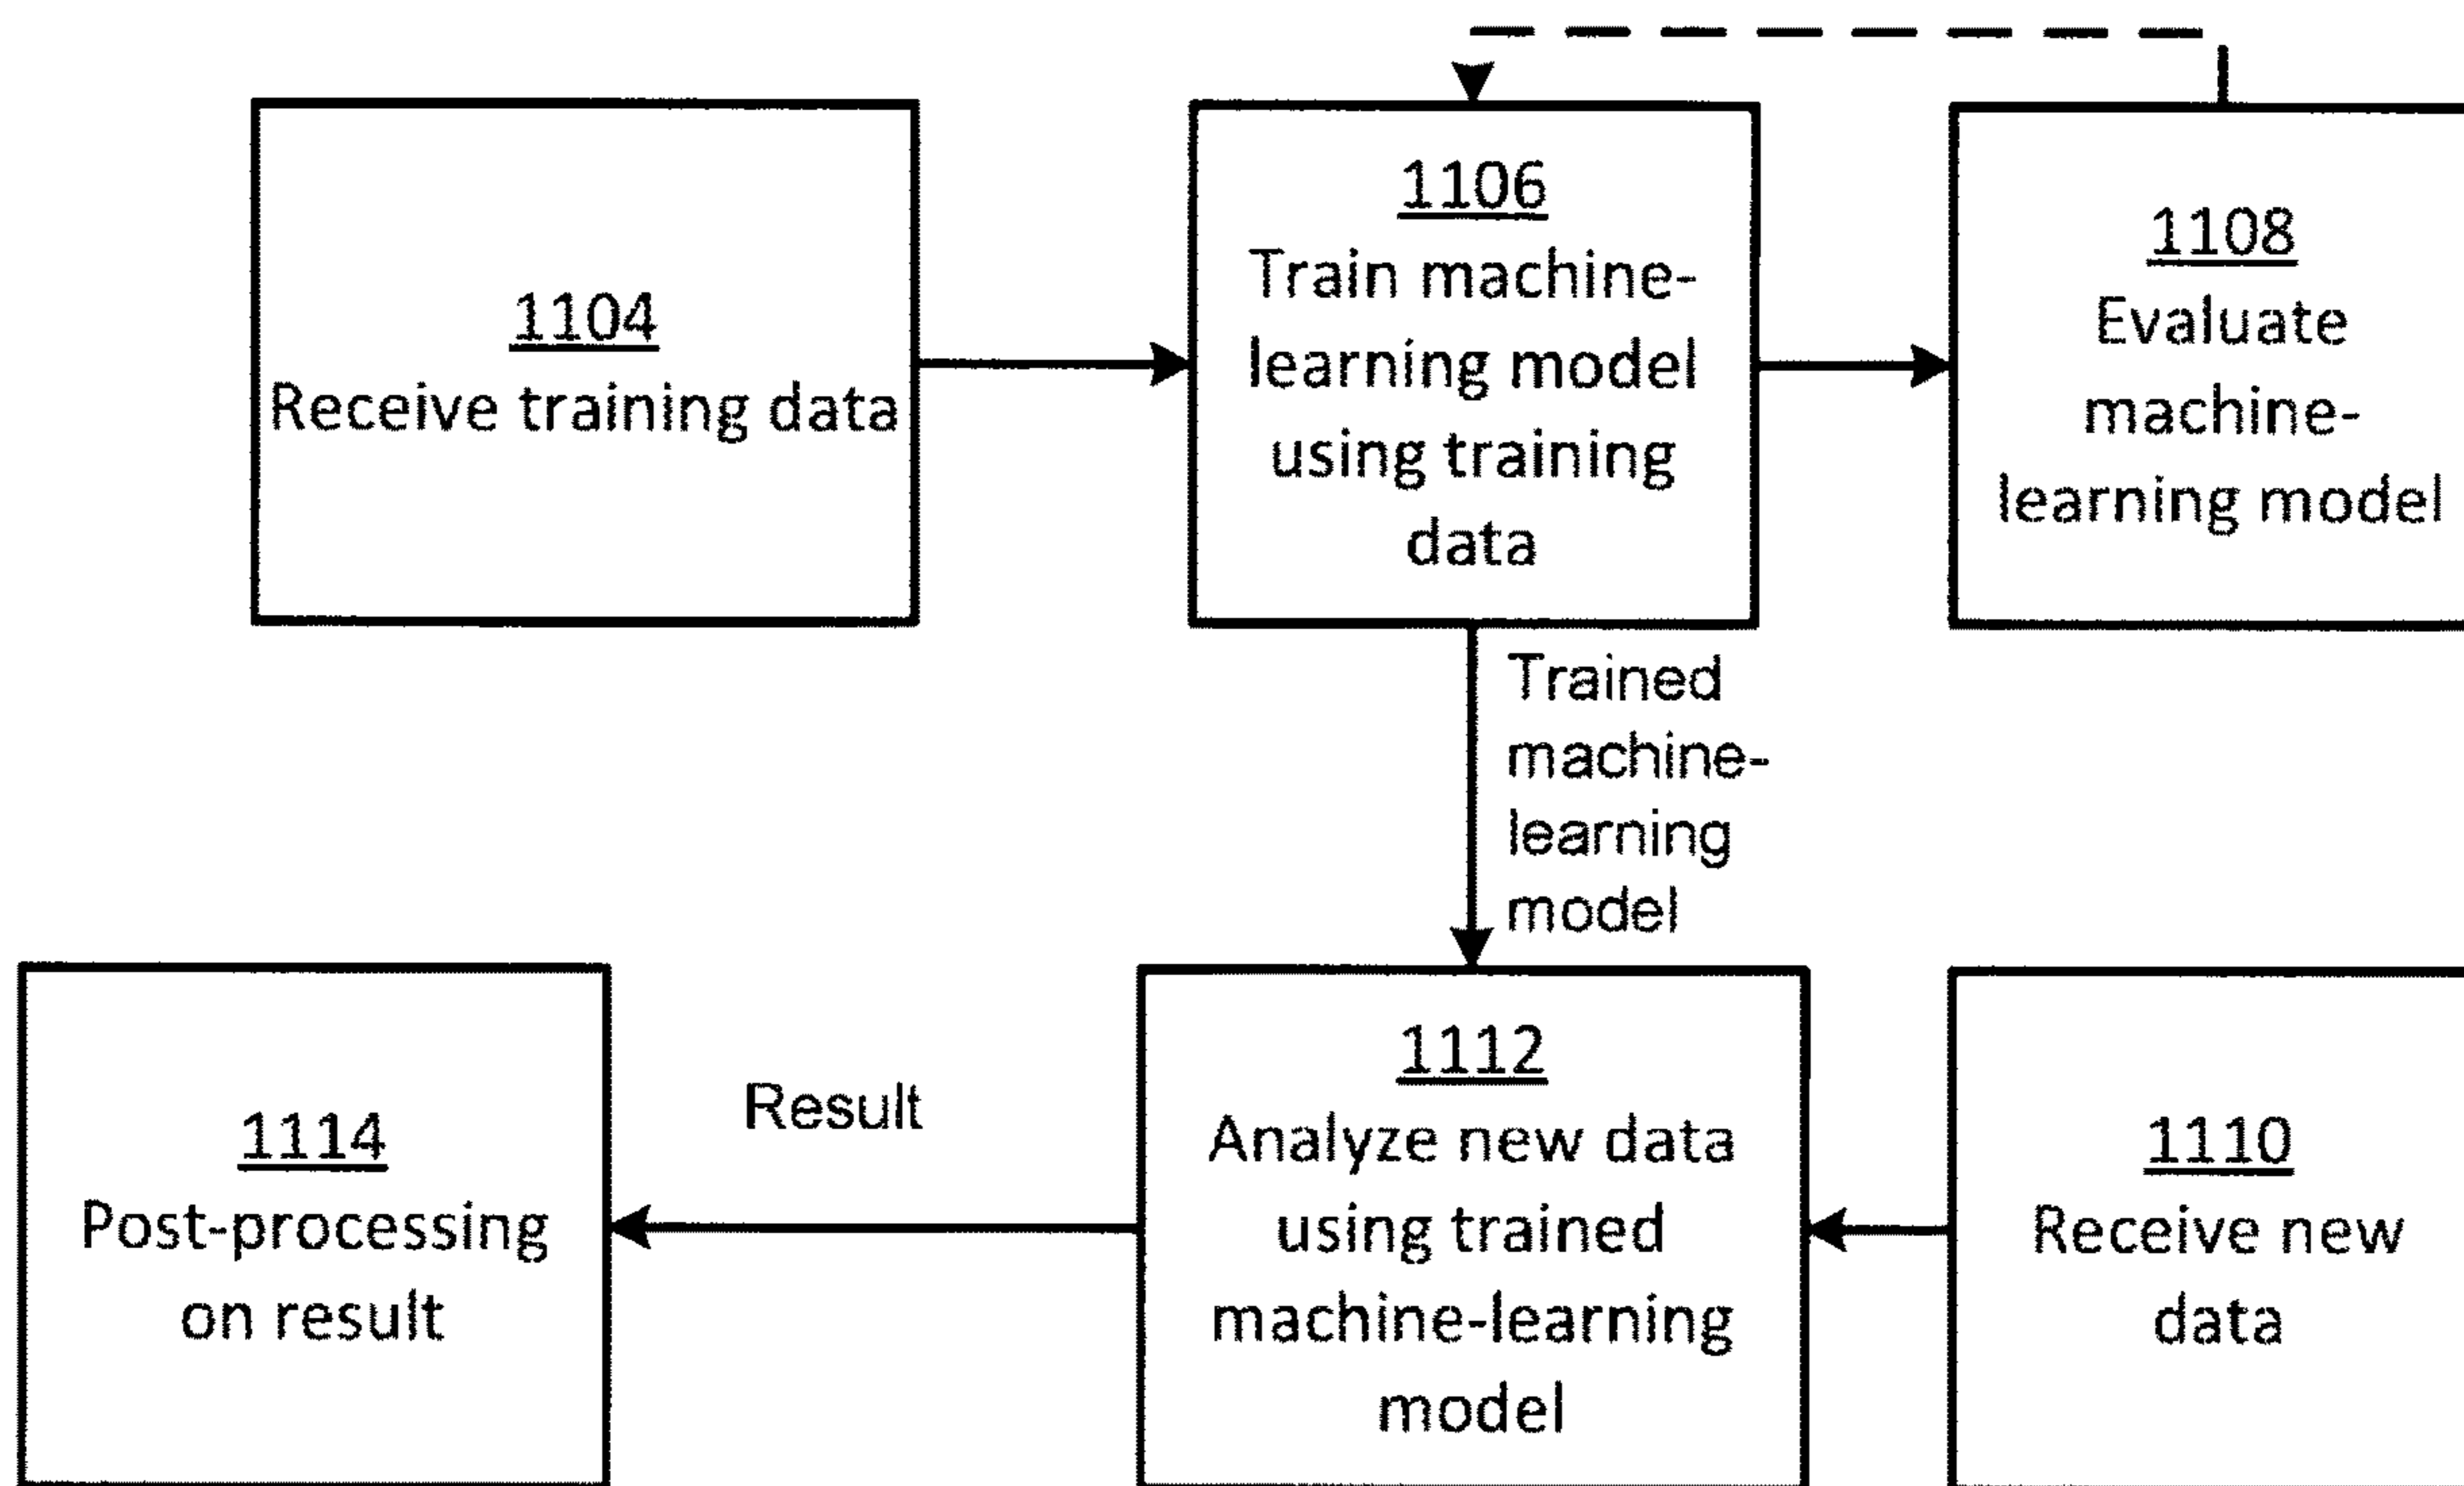 1104
Receive training data
1106
Train machine-
learning model
using training
data
1108
Evaluate
machine-
learning model
Trained
machine-
learning
model
1114
Post-processing
on result
Result
1112
Analyze new data
using trained
machine-learning
model
1110
Receive new
data